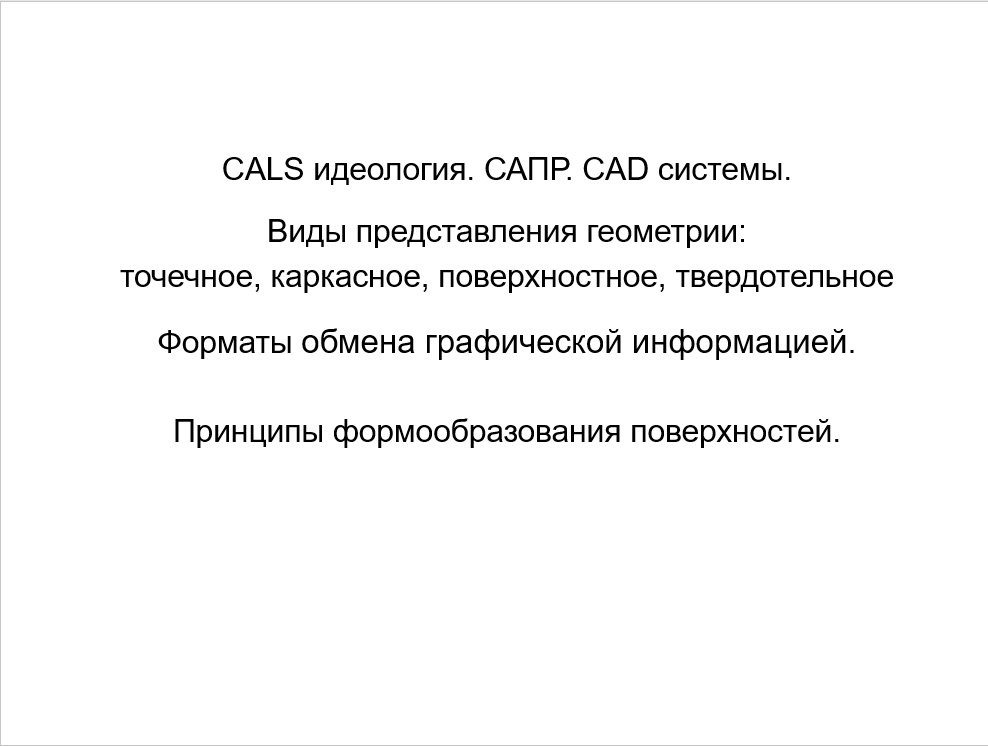 CALS идеология. САПР. CAD системы.
Виды представления геометрии:
точечное, каркасное, поверхностное, твердотельное
Форматы обмена графической информацией.
Принципы формообразования поверхностей.